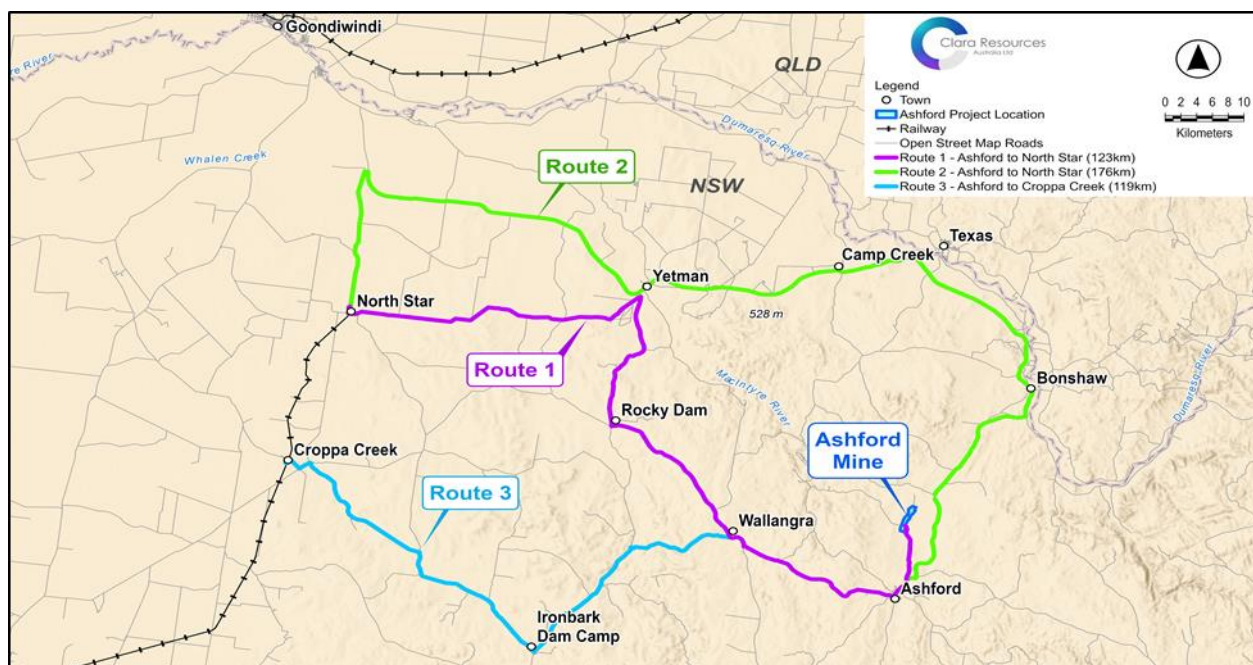 Goondiwindi
yre River
QLD
Dumaresq River
Whalen Creek
Route 2
NSW
Clara Resources
Australia Ltd
Legend
Town
Ashford Project Location
Railway
Open Street Map Roads
Route 1 - Ashford to North Star (123km)
Route 2 - Ashford to North Star (176km)
Route 3 - Ashford to Croppa Creek (119km)
0 2 4 6 8 10
Kilometers
Texas
Camp Creek
Yetman
528 m
North Star
Route 1
MacIntyre River
Bonshaw
Dumaresq River
Rocky Dam
Ashford
Mine
Croppa Creek
Route 3
Wallangra
Ashford
Ironbark
Dam Camp